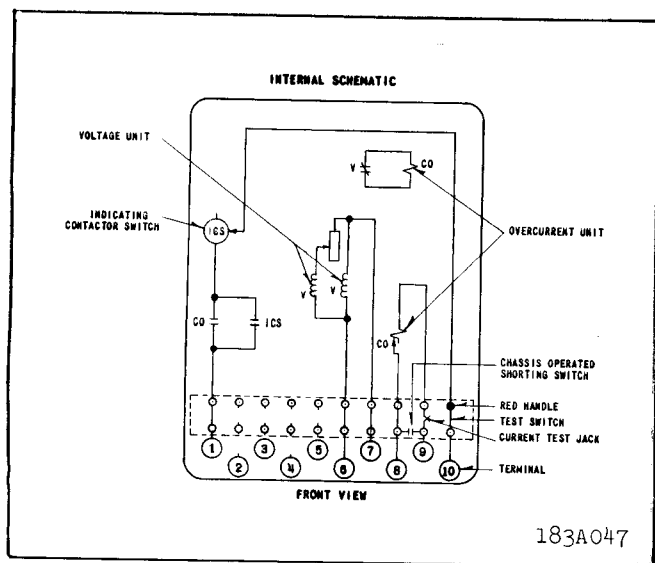 INTERNAL SCHEMATIC
VOLTAGE UNIT
V
CO
INDICATING
CONTACTOR SWITCH
ICS
OVERCURRENT UNIT
V
V
CO
ICS
CO
CHASSIS OPERATED
SHORTING SWITCH
RED HANDLE
TEST SWITCH
CURRENT TEST JACK
1
3
5
7
9
2
4
6
8
10
TERMINAL
FRONT VIEW
183A047